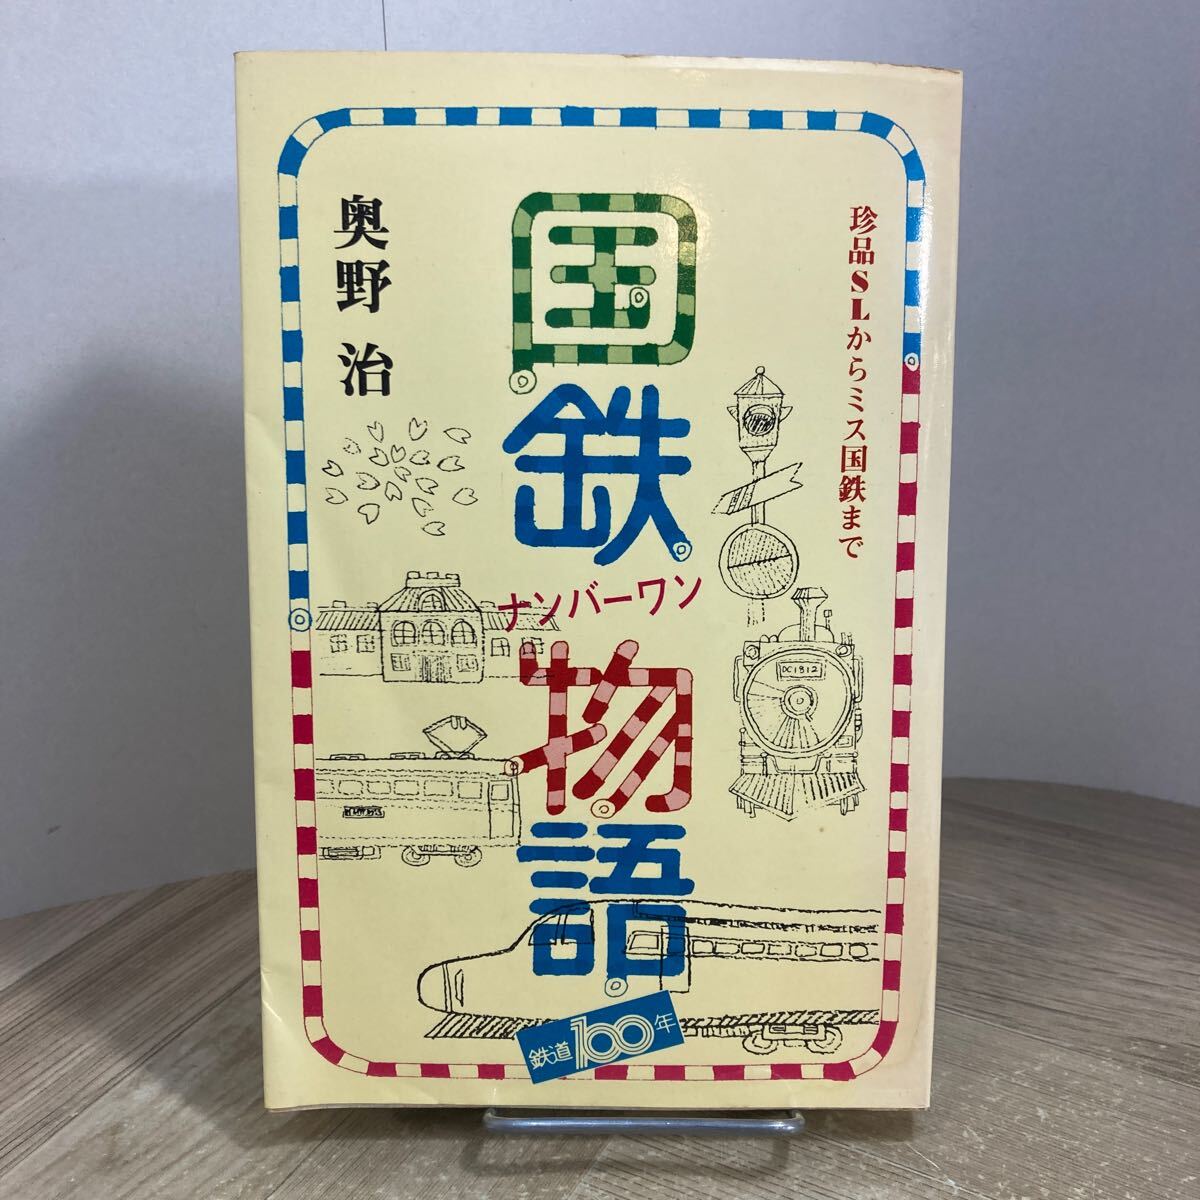 珍品SLからミス国鉄まで
国鉄
ナンバーワン
物語
奥野治
DC1812
鉄道100年